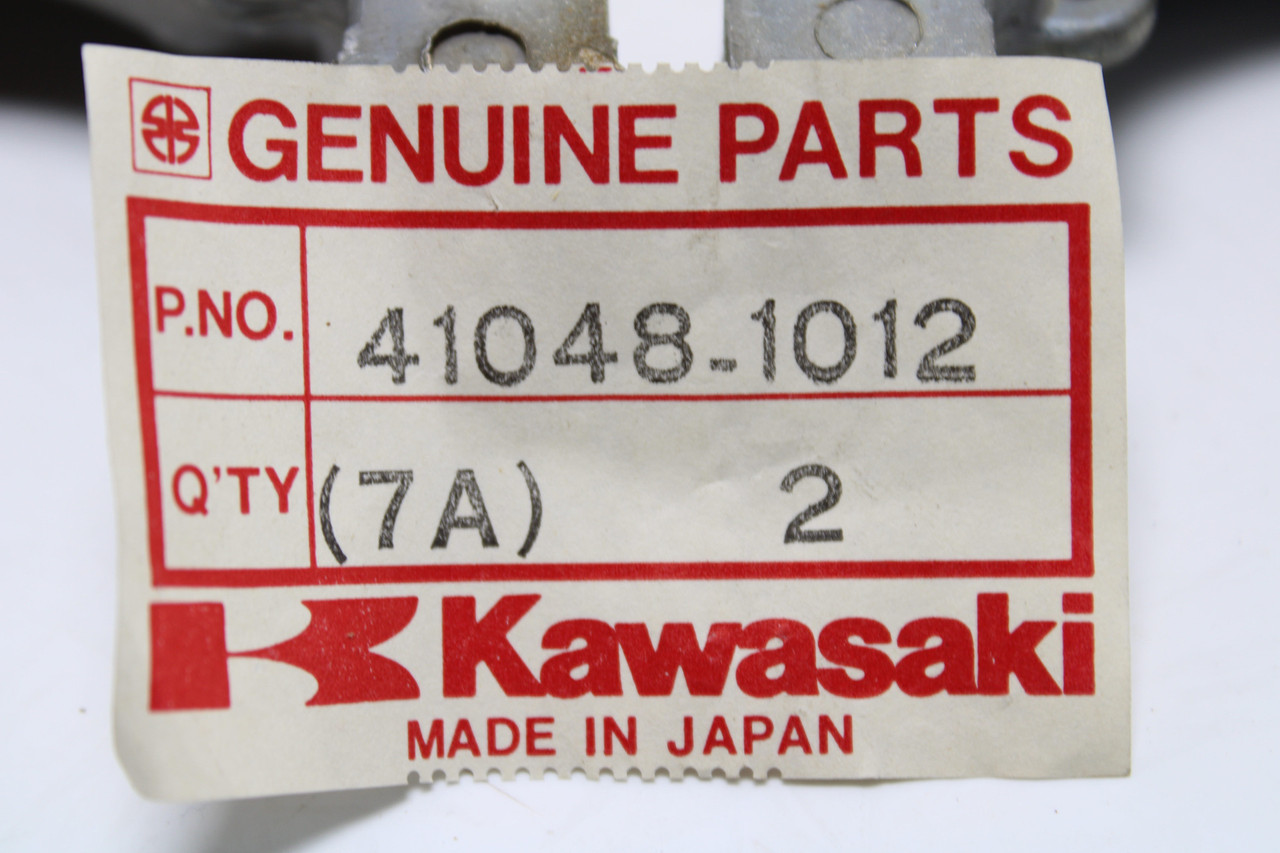 GENUINE PARTS
P.NO. 41048-1012
Q'TY (7A) 2
Kawasaki
MADE IN JAPAN